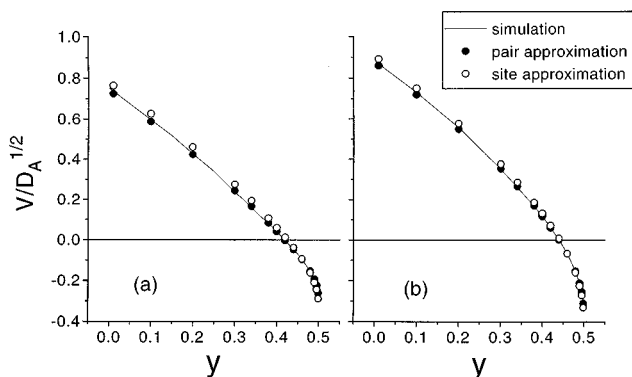 simulation
pair approximation
site approximation
V/D_A^1/2
1.0
0.8
0.6
0.4
0.2
0.0
-0.2
-0.4
(a)
(b)
0.0 0.1 0.2 0.3 0.4 0.5
0.0 0.1 0.2 0.3 0.4 0.5
y
y